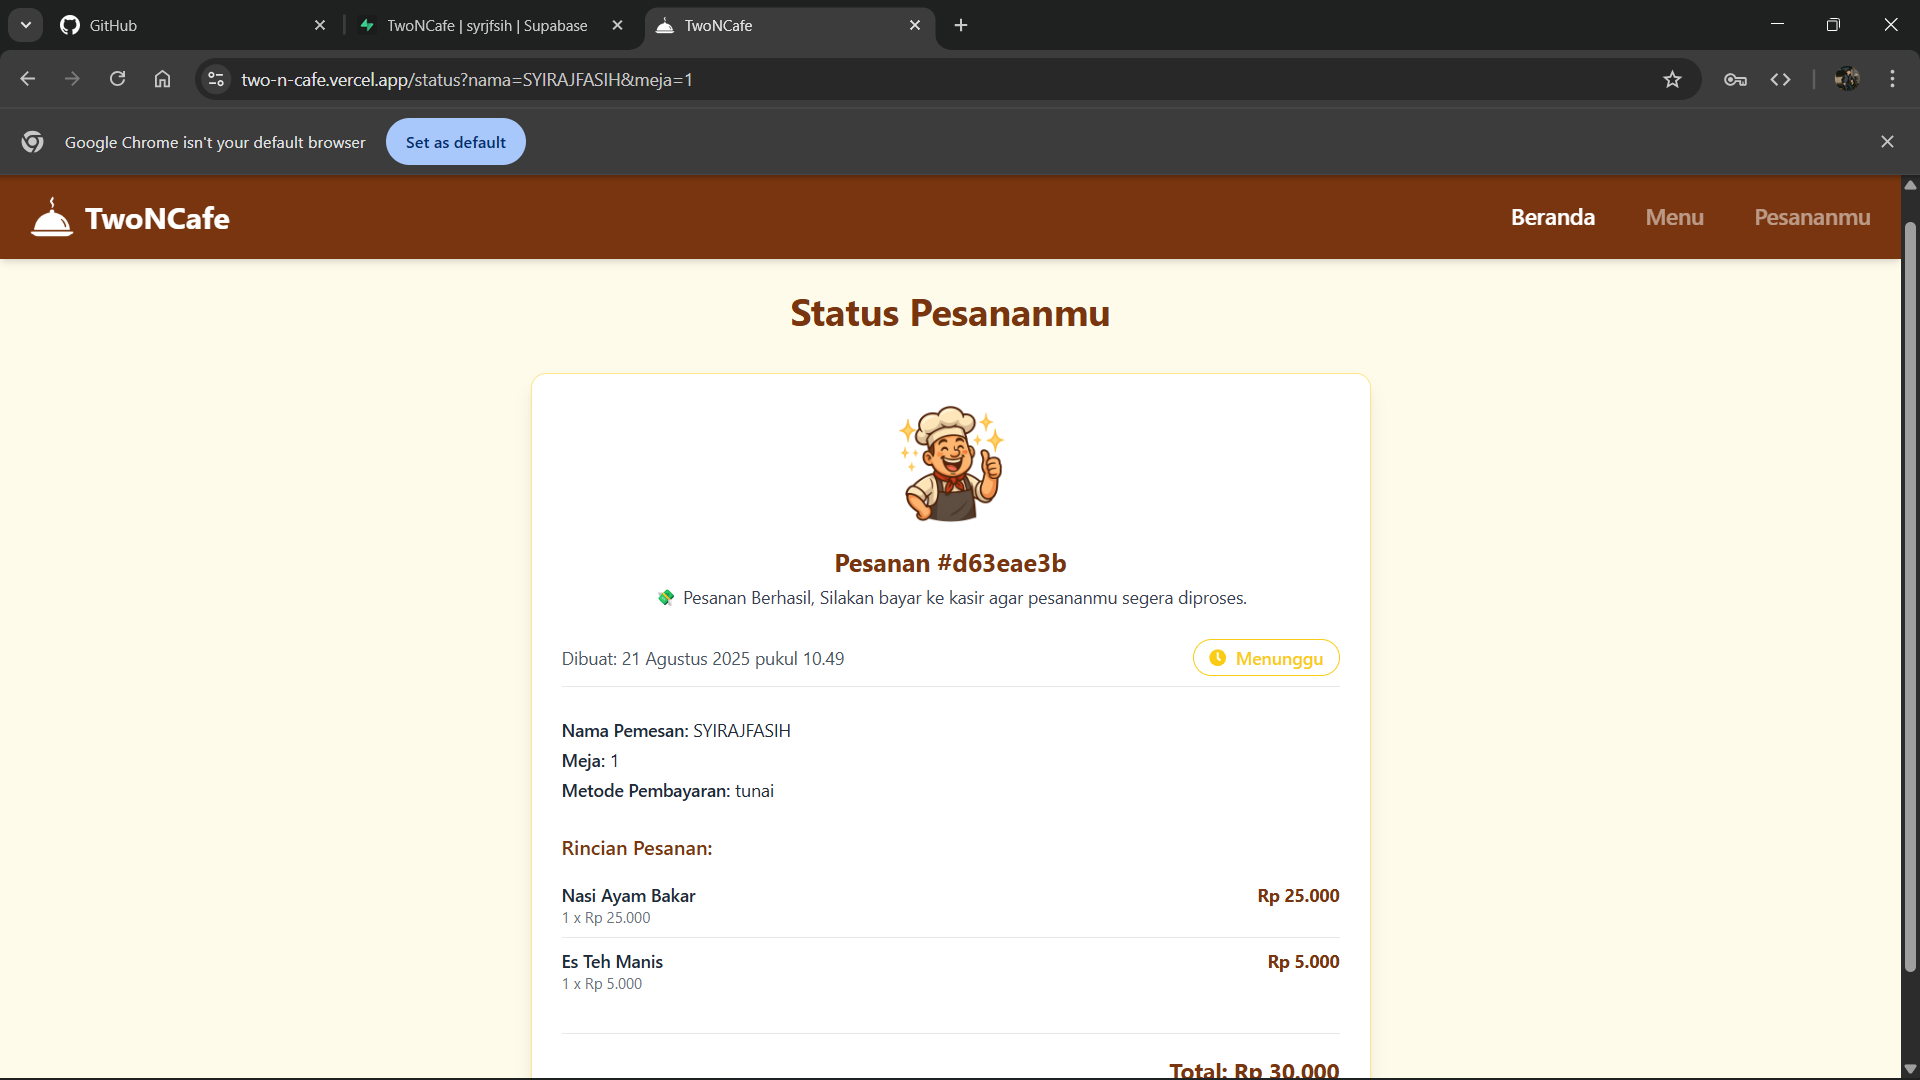 GitHub
TwoNCafe | syrjfsih | Supabase
TwoNCafe
two-n-cafe.vercel.app/status?nama=SYIRAJFASIH&meja=1
Google Chrome isn't your default browser
Set as default
TwoNCafe
Beranda
Menu
Pesananmu
Status Pesananmu
Pesanan #d63eae3b
💸 Pesanan Berhasil, Silakan bayar ke kasir agar pesananmu segera diproses.
Dibuat: 21 Agustus 2025 pukul 10.49
Menunggu
Nama Pemesan: SYIRAJFASIH
Meja: 1
Metode Pembayaran: tunai
Rincian Pesanan:
Nasi Ayam Bakar
Rp 25.000
1 x Rp 25.000
Es Teh Manis
Rp 5.000
1 x Rp 5.000
Total: Rp 30.000